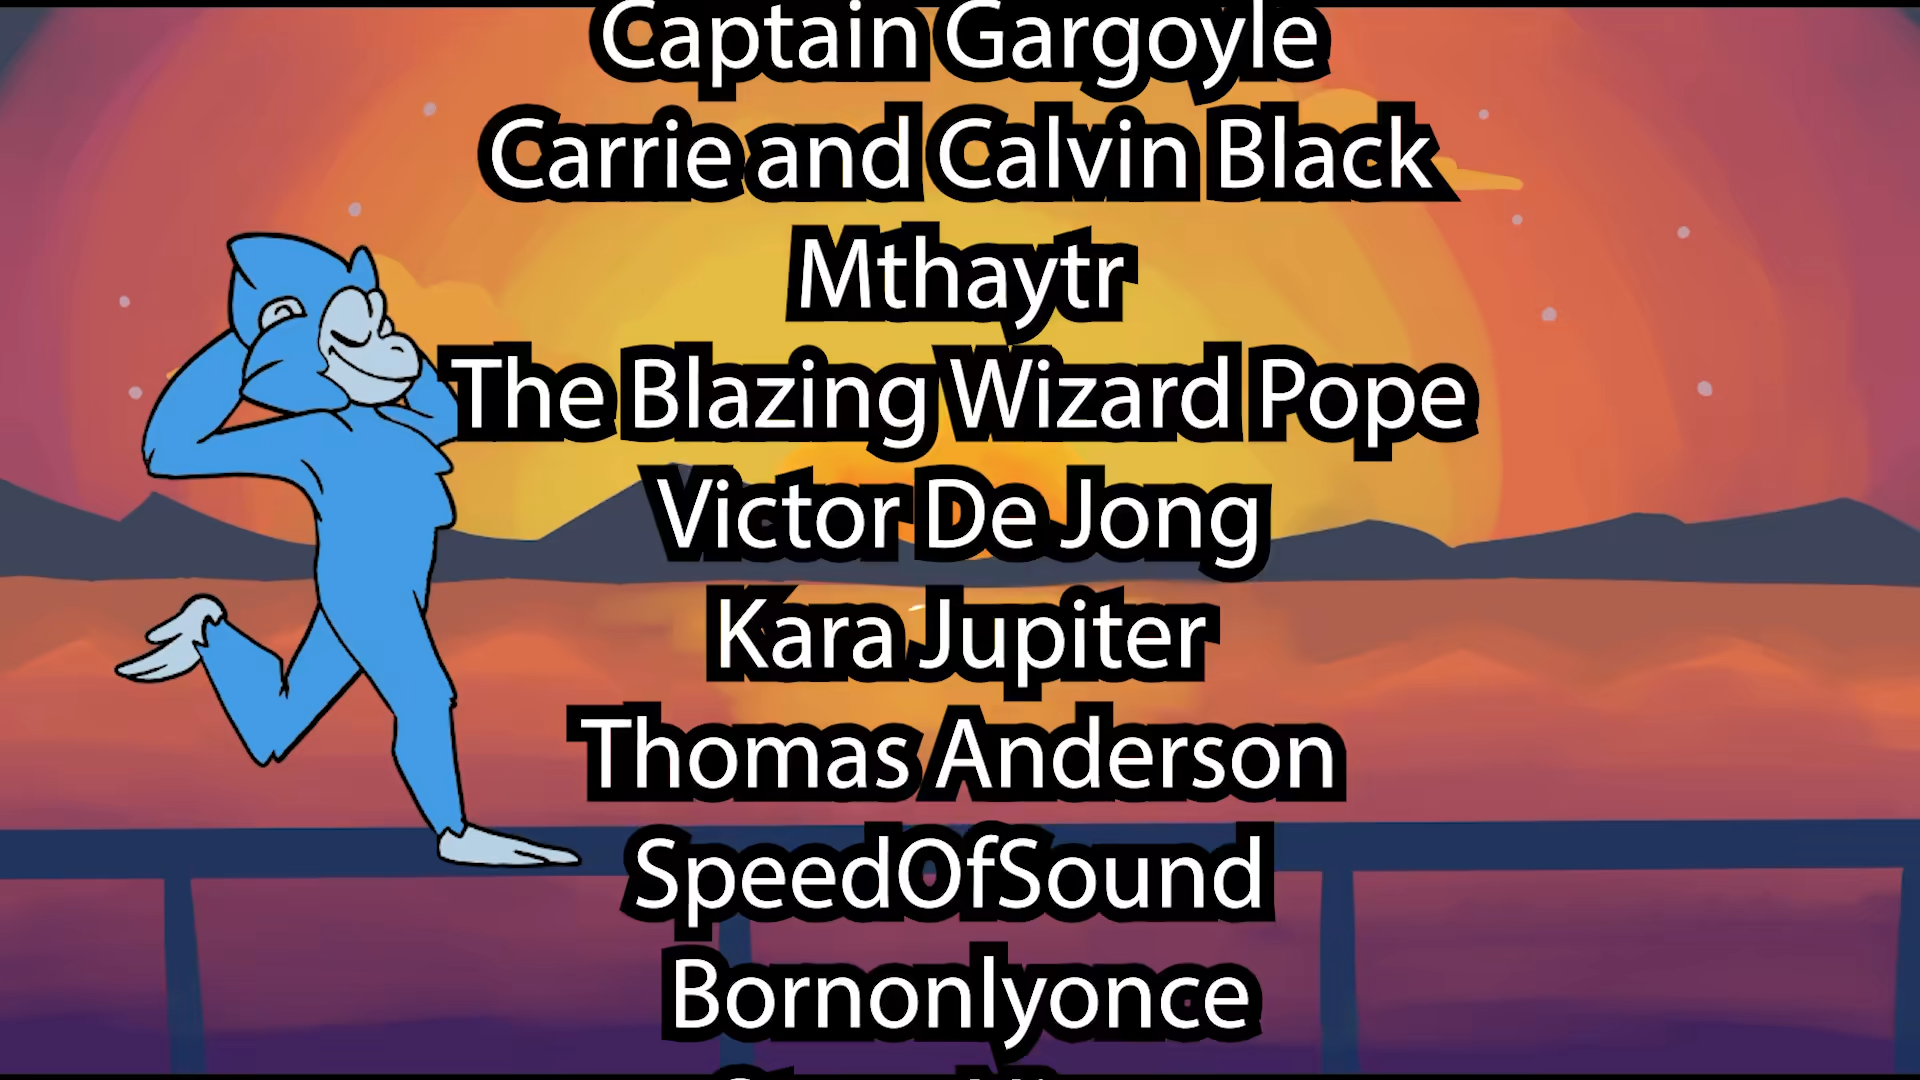 Captain Gargoyle
Carrie and Calvin Black
Mthaytr
The Blazing Wizard Pope
Victor De Jong
Kara Jupiter
Thomas Anderson
SpeedOfSound
Bornonlyonce